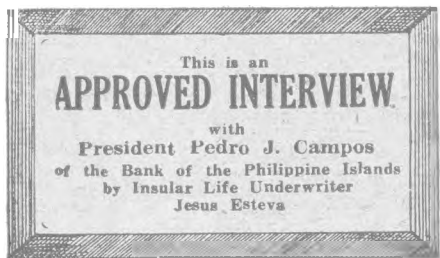 This is an
APPROVED INTERVIEW
with
President Pedro J. Campos
of the Bank of the Philippine Islands
by Insular Life Underwriter
Jesus Esteva